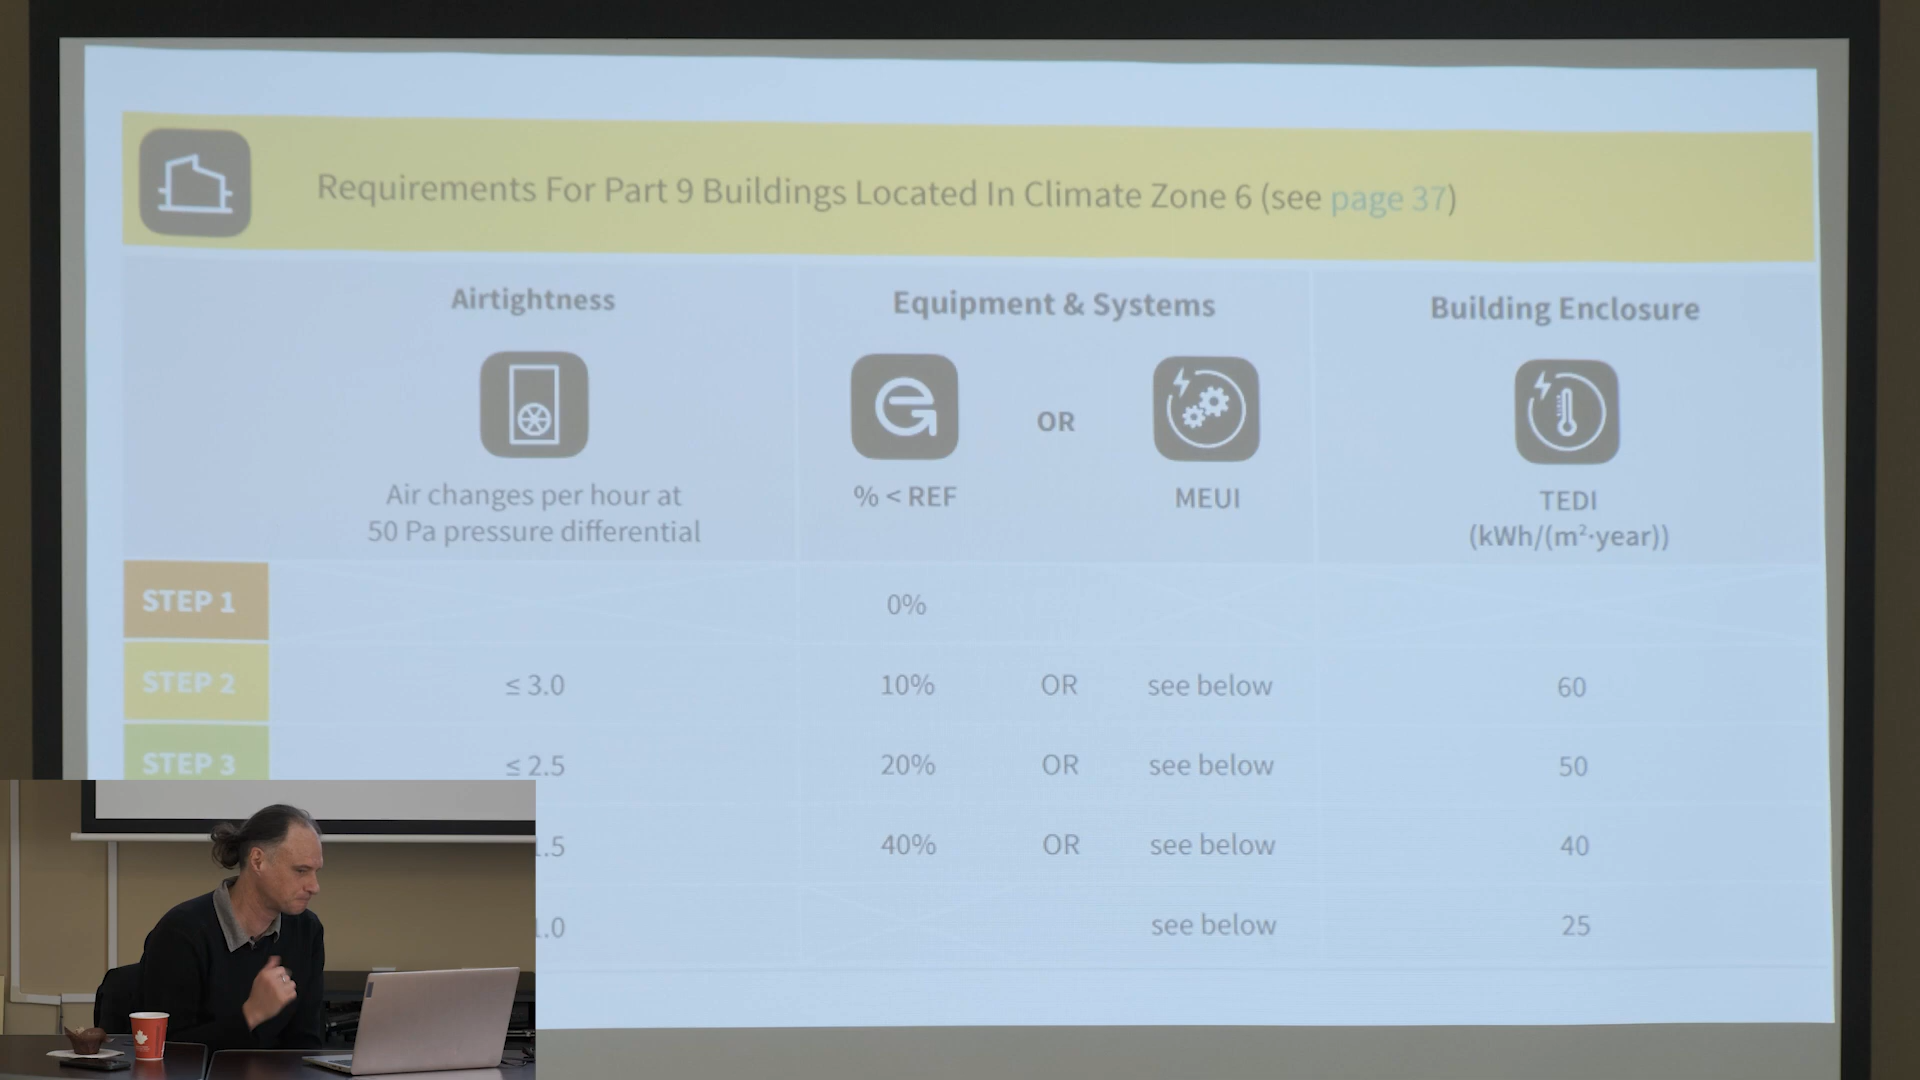 Requirements For Part 9 Buildings Located In Climate Zone 6 (see page 37)
Airtightness
Equipment & Systems
Building Enclosure
OR
Air changes per hour at
50 Pa pressure differential
% < REF
MEUI
TEDI
(kWh/(m²·year))
STEP 1 0%
STEP 2 ≤ 3.0 10% OR see below 60
STEP 3 ≤ 2.5 20% OR see below 50
.5 40% OR see below 40
1.0 see below 25